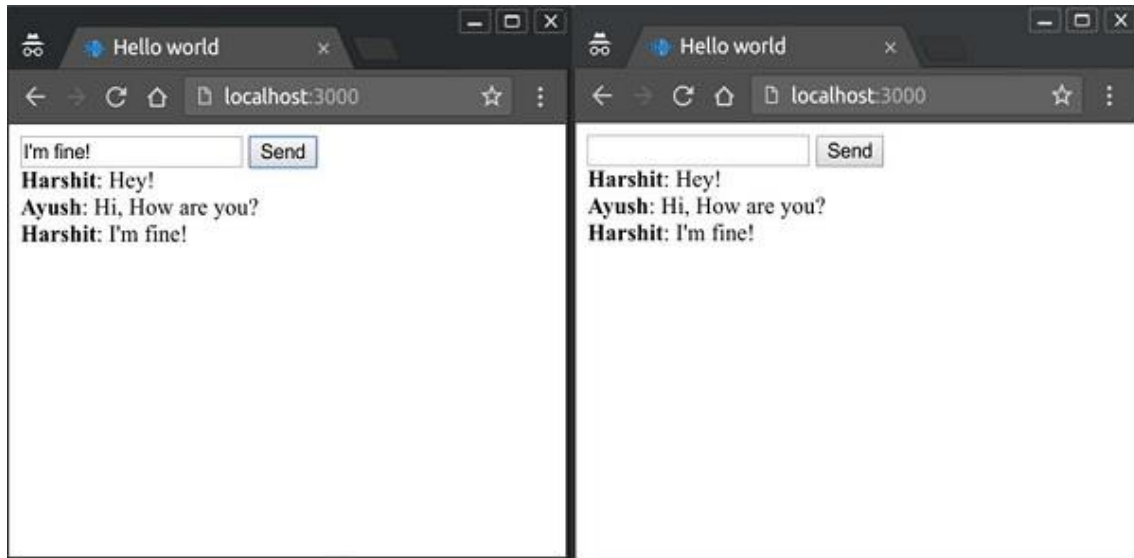 Hello world
localhost:3000
I'm fine! Send
Harshit: Hey!
Ayush: Hi, How are you?
Harshit: I'm fine!
Hello world
localhost:3000
Send
Harshit: Hey!
Ayush: Hi, How are you?
Harshit: I'm fine!